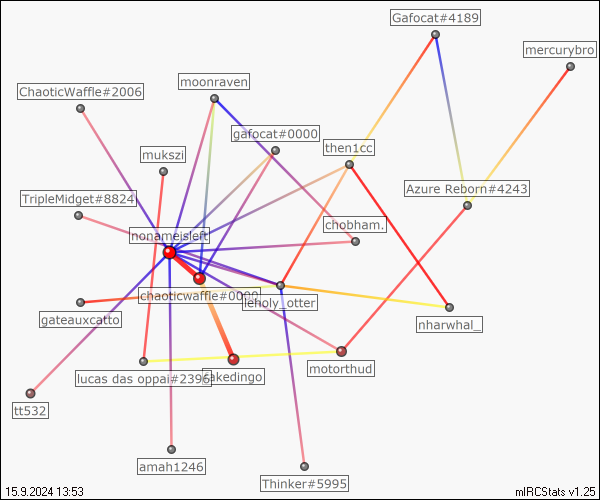 Gafocat#4189
mercurybro
moonraven
ChaoticWaffle#2006
gafocat#0000
then1cc
mukszi
Azure Reborn#4243
TripleMidget#8824
chobham.
nonameisleft
chaoticwaffle#0000
leholy_otter
gateauxcatto
nharwhal_
motorthud
lucas das oppai#2396
akedingo
tt532
amah1246
Thinker#5995
15.9.2024 13:53
mIRCStats v1.25